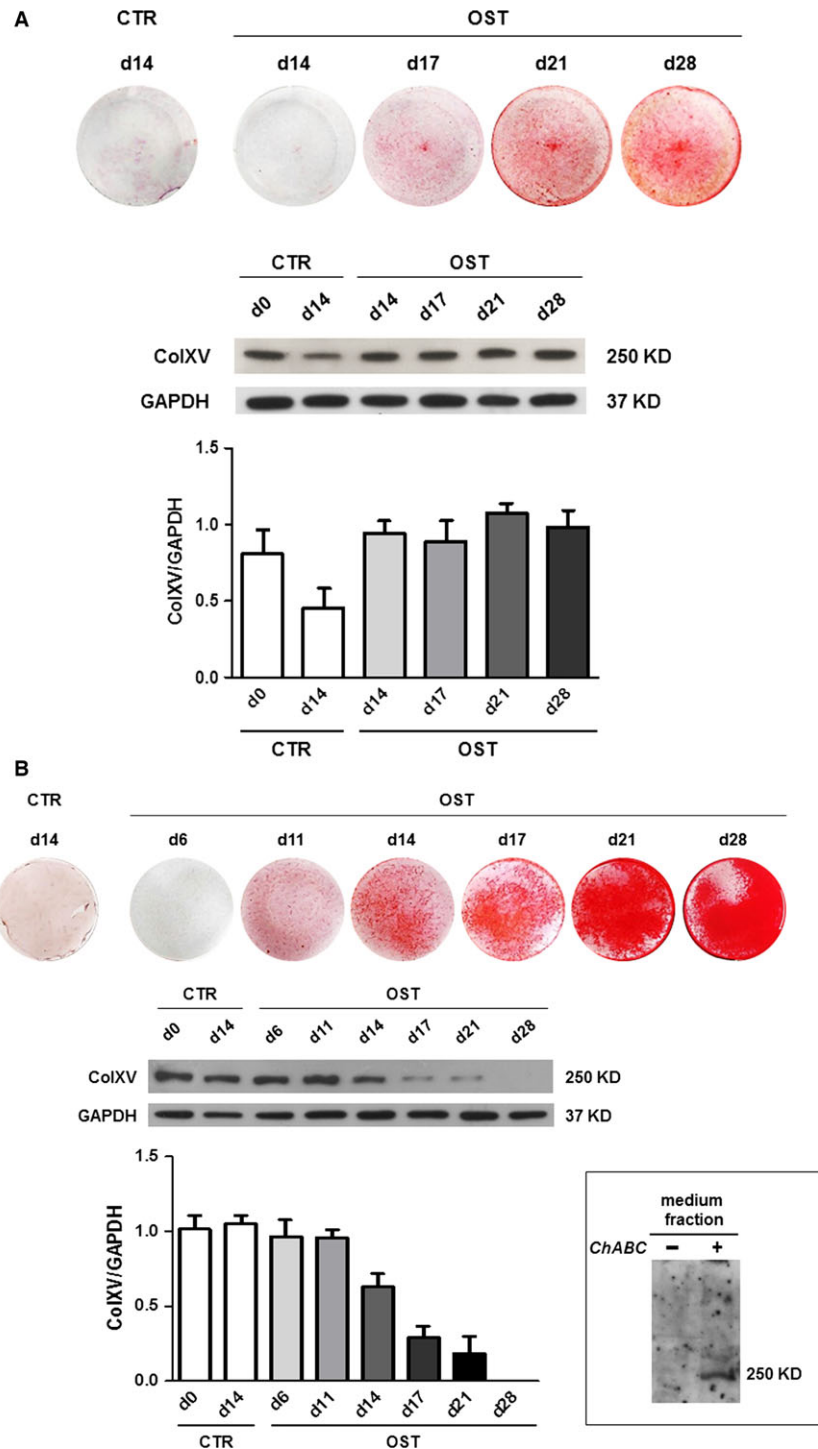 A
CTR OST
d14 d14 d17 d21 d28
CTR OST
d0 d14 d14 d17 d21 d28
ColXV 250 KD
GAPDH 37 KD
1.5
1.0
0.5
0.0
ColXV/GAPDH
d0 d14 d14 d17 d21 d28
CTR OST
B
CTR OST
d14 d6 d11 d14 d17 d21 d28
CTR OST
d0 d14 d6 d11 d14 d17 d21 d28
ColXV 250 KD
GAPDH 37 KD
1.5
1.0
0.5
0.0
ColXV/GAPDH
d0 d14 d6 d11 d14 d17 d21 d28
CTR OST
medium
fraction
ChABC − +
250 KD